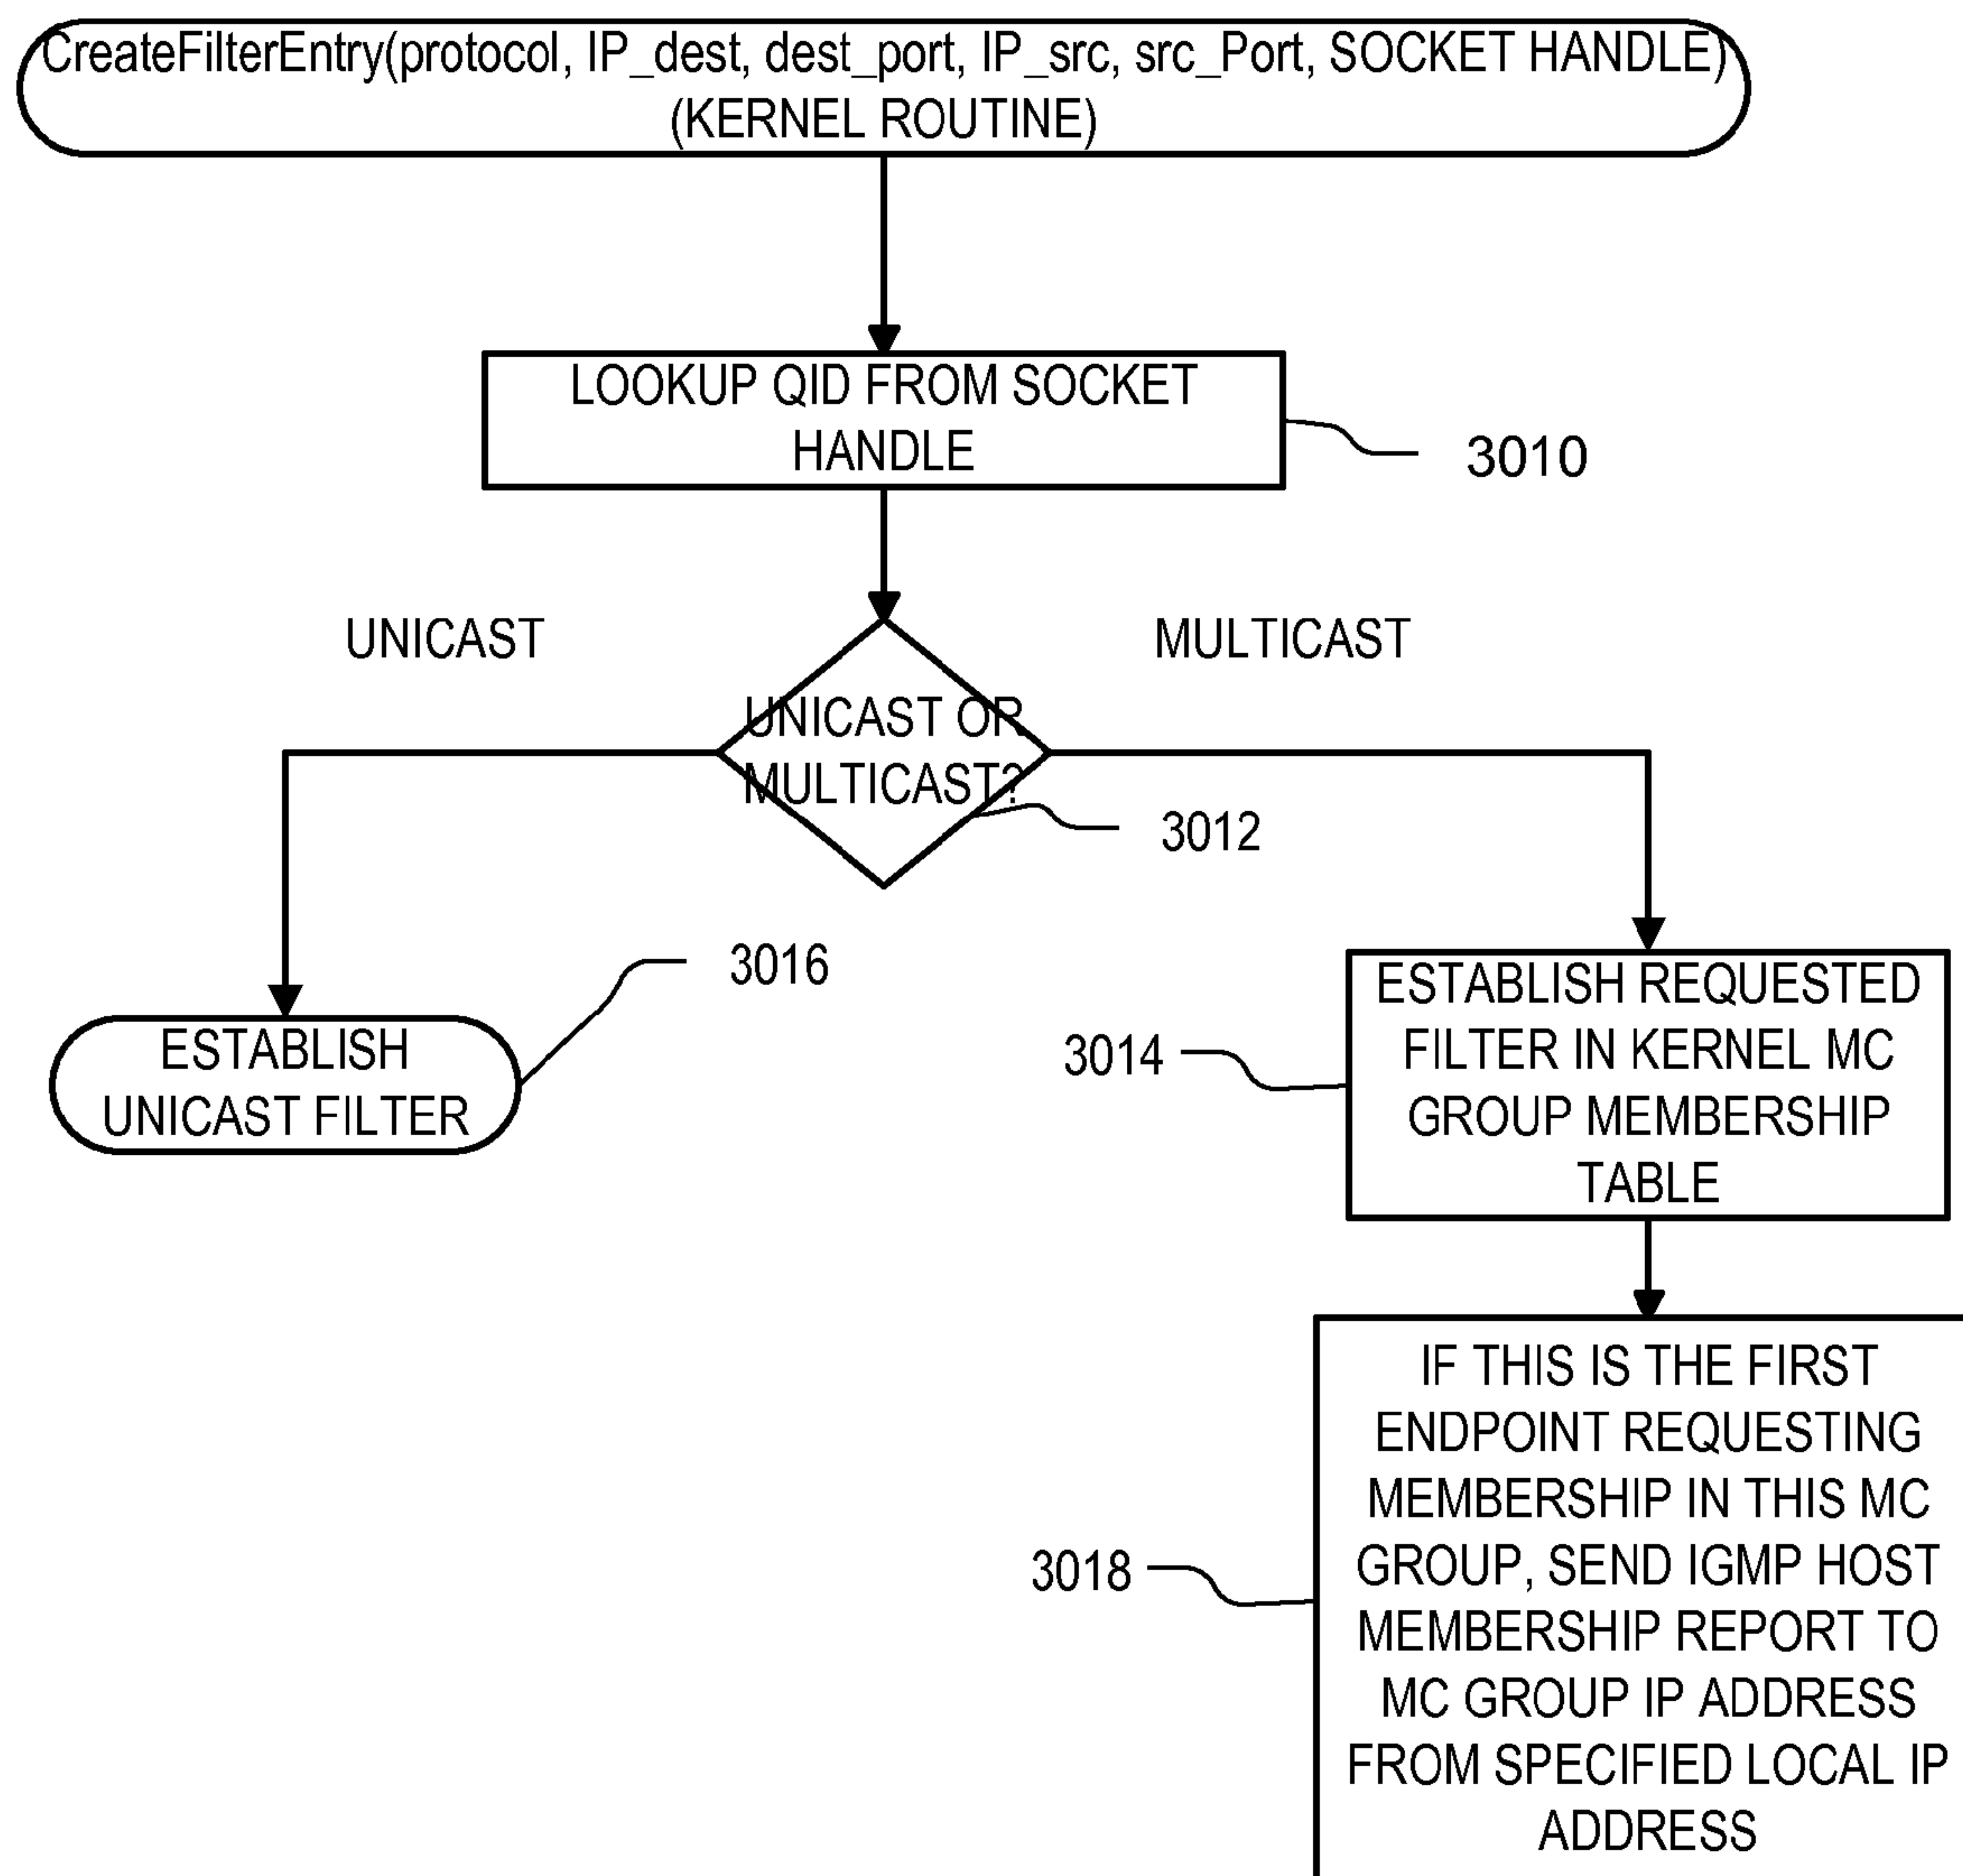 CreateFilterEntry(protocol, IP_dest, dest_port, IP_src, src_Port, SOCKET HANDLE)
(KERNEL ROUTINE)
LOOKUP QID FROM SOCKET
HANDLE
3010
UNICAST
MULTICAST
UNICAST OR
MULTICAST?
3012
3016
ESTABLISH
UNICAST FILTER
ESTABLISH REQUESTED
FILTER IN KERNEL MC
GROUP MEMBERSHIP
TABLE
3014
IF THIS IS THE FIRST
ENDPOINT REQUESTING
MEMBERSHIP IN THIS MC
GROUP, SEND IGMP HOST
MEMBERSHIP REPORT TO
MC GROUP IP ADDRESS
FROM SPECIFIED LOCAL IP
ADDRESS
3018